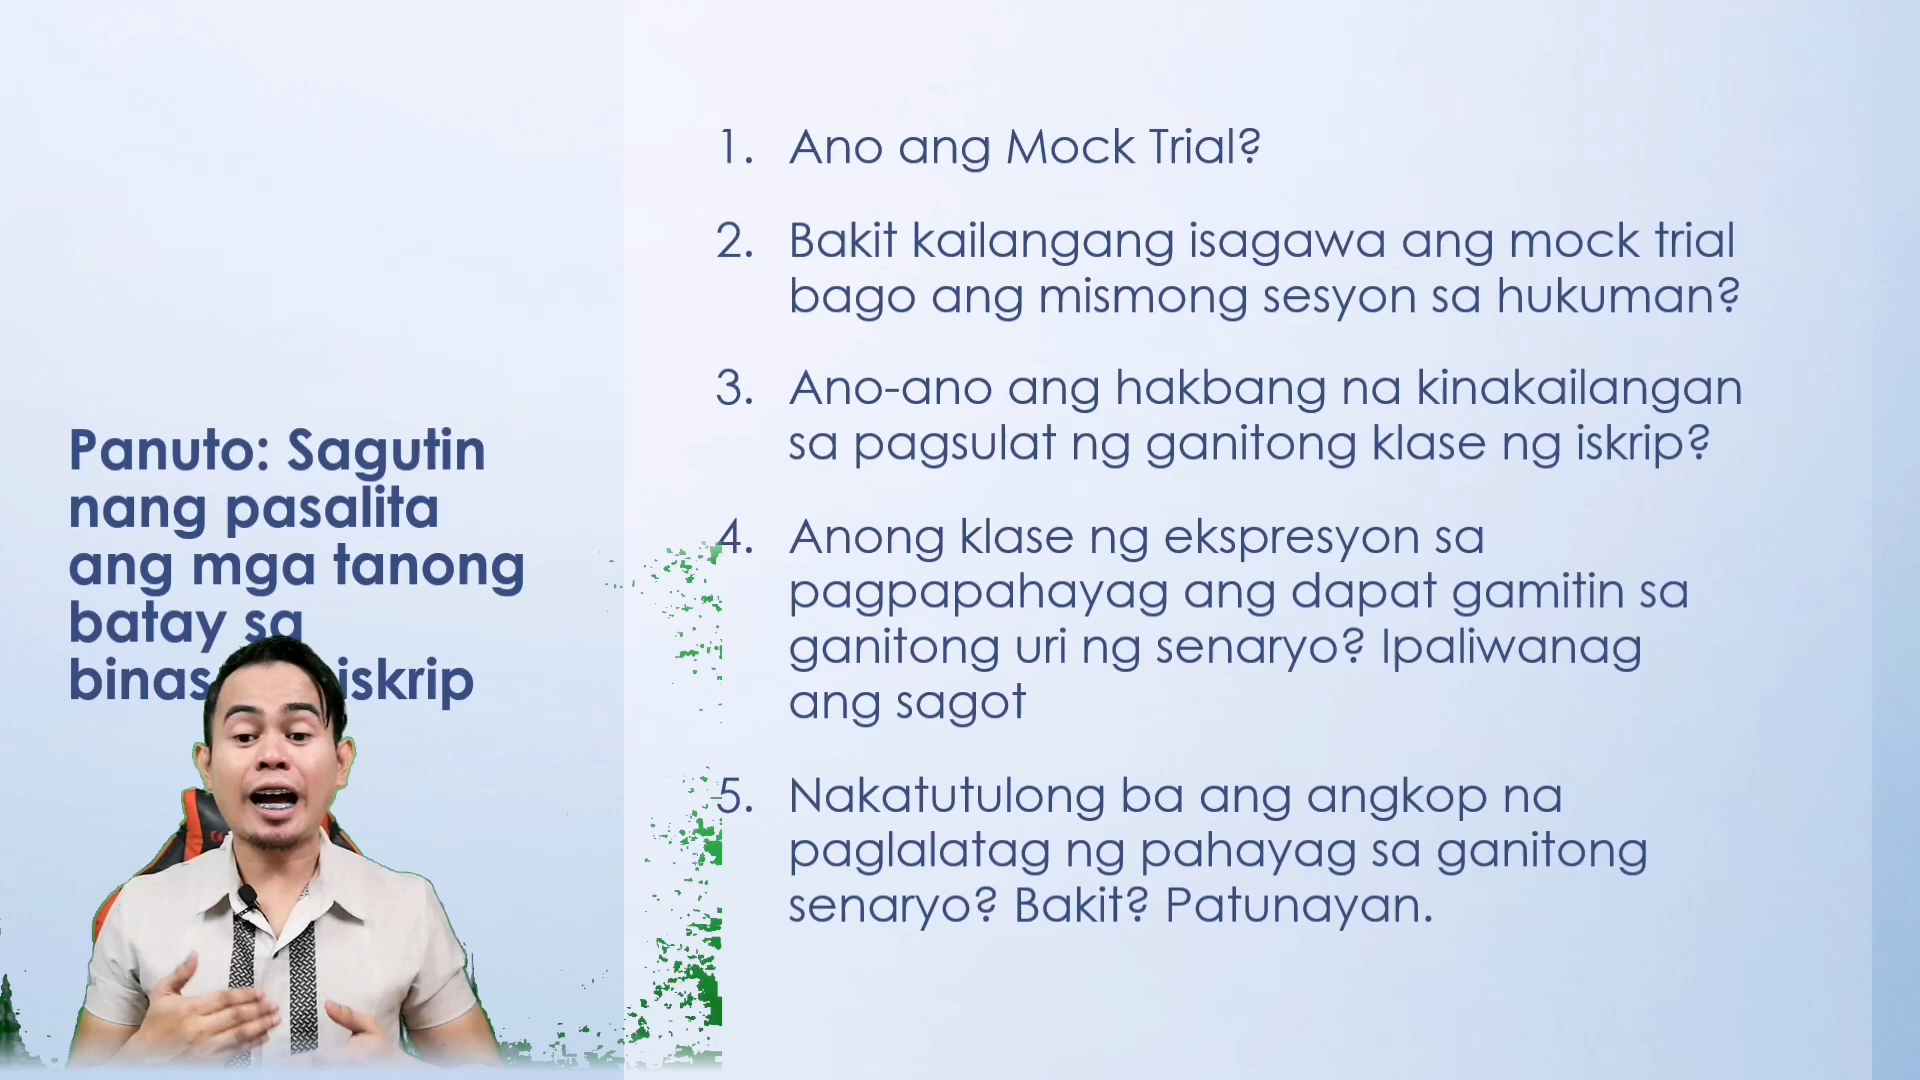 Panuto: Sagutin
nang pasalita
ang mga tanong
batay sa
iskrip
1. Ano ang Mock Trial?
2. Bakit kailangang isagawa ang mock trial
bago ang mismong sesyon sa hukuman?
3. Ano-ano ang hakbang na kinakailangan
sa pagsulat ng ganitong klase ng iskrip?
4. Anong klase ng ekspresyon sa
pagpapahayag ang dapat gamitin sa
ganitong uri ng senaryo? Ipaliwanag
ang sagot
5. Nakatutulong ba ang angkop na
paglalatag ng pahayag sa ganitong
senaryo? Bakit? Patunayan.